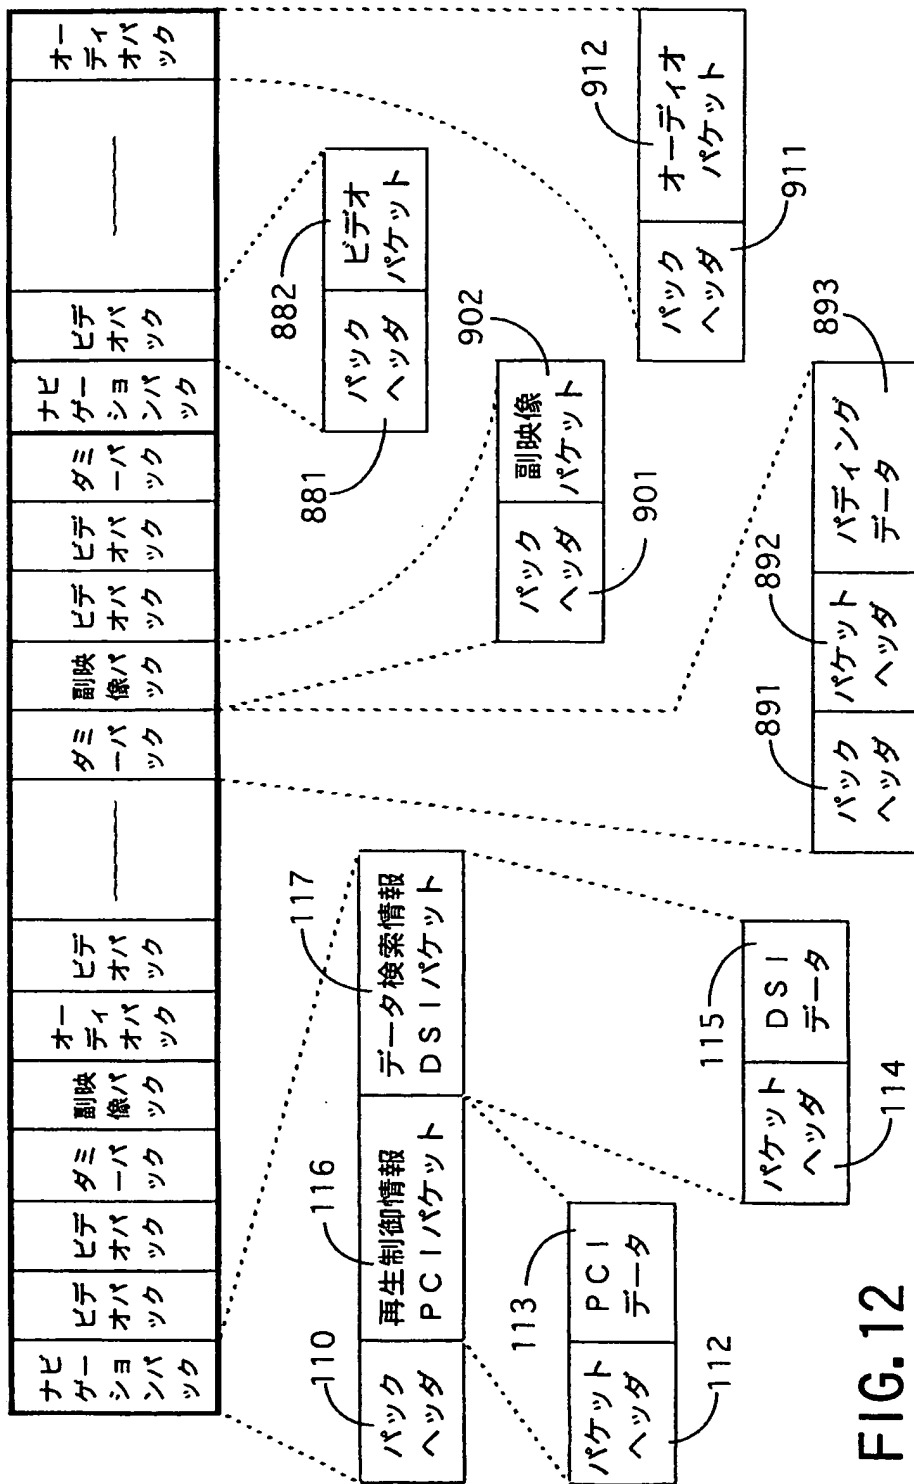 ナビ
ゲー
ショ
ンパ
ック
ビデ
オパ
ック
ビデ
オパ
ック
ダミ
ーパ
ック
副映
像パ
ック
オー
ディ
オパ
ック
ビデ
オパ
ック
ダミ
ーパ
ック
副映
像パ
ック
ビデ
オパ
ック
ビデ
オパ
ック
ダミ
ーパ
ック
ナビ
ゲー
ショ
ンパ
ック
ビデ
オパ
ック
オー
ディ
オパ
ック
110
116
117
パック
ヘッダ
再生制御情報
PCIパケット
データ検索情報
DSIパケット
881
882
パック
ヘッダ
ビデオ
パケット
902
パック
ヘッダ
副映像
パケット
901
113
パケット
ヘッダ
PCI
データ
112
912
パック
ヘッダ
オーディオ
パケット
911
115
パケット
ヘッダ
DSI
データ
114
891
892
893
パック
ヘッダ
パケット
ヘッダ
パディング
データ
FIG. 12